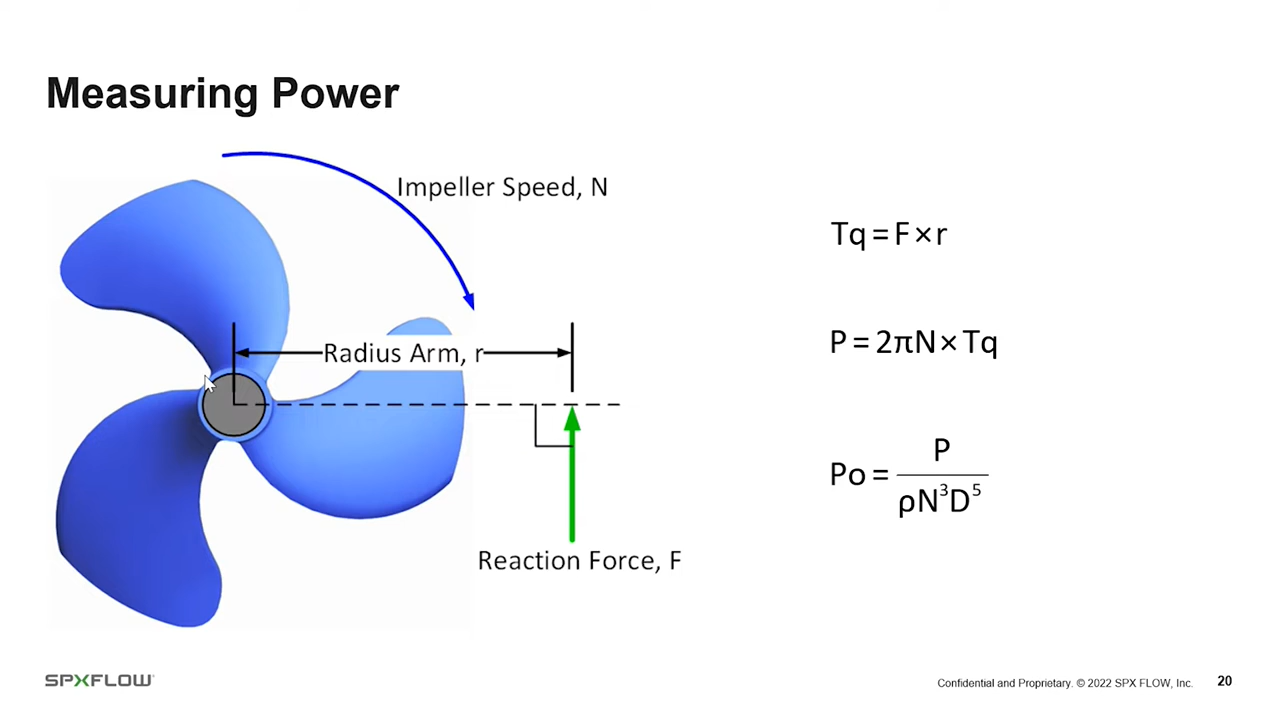 Measuring Power
Impeller Speed, N
Radius Arm, r
Reaction Force, F
Tq = F × r
P = 2πN × Tq
Po = P / ρN³D⁵
SPXFLOW
Confidential and Proprietary. © 2022 SPX FLOW, Inc. 20